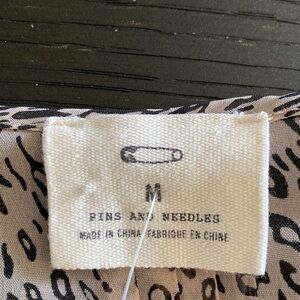 M
PINS AND NEEDLES
MADE IN CHINA/FABRIQUE EN CHINE